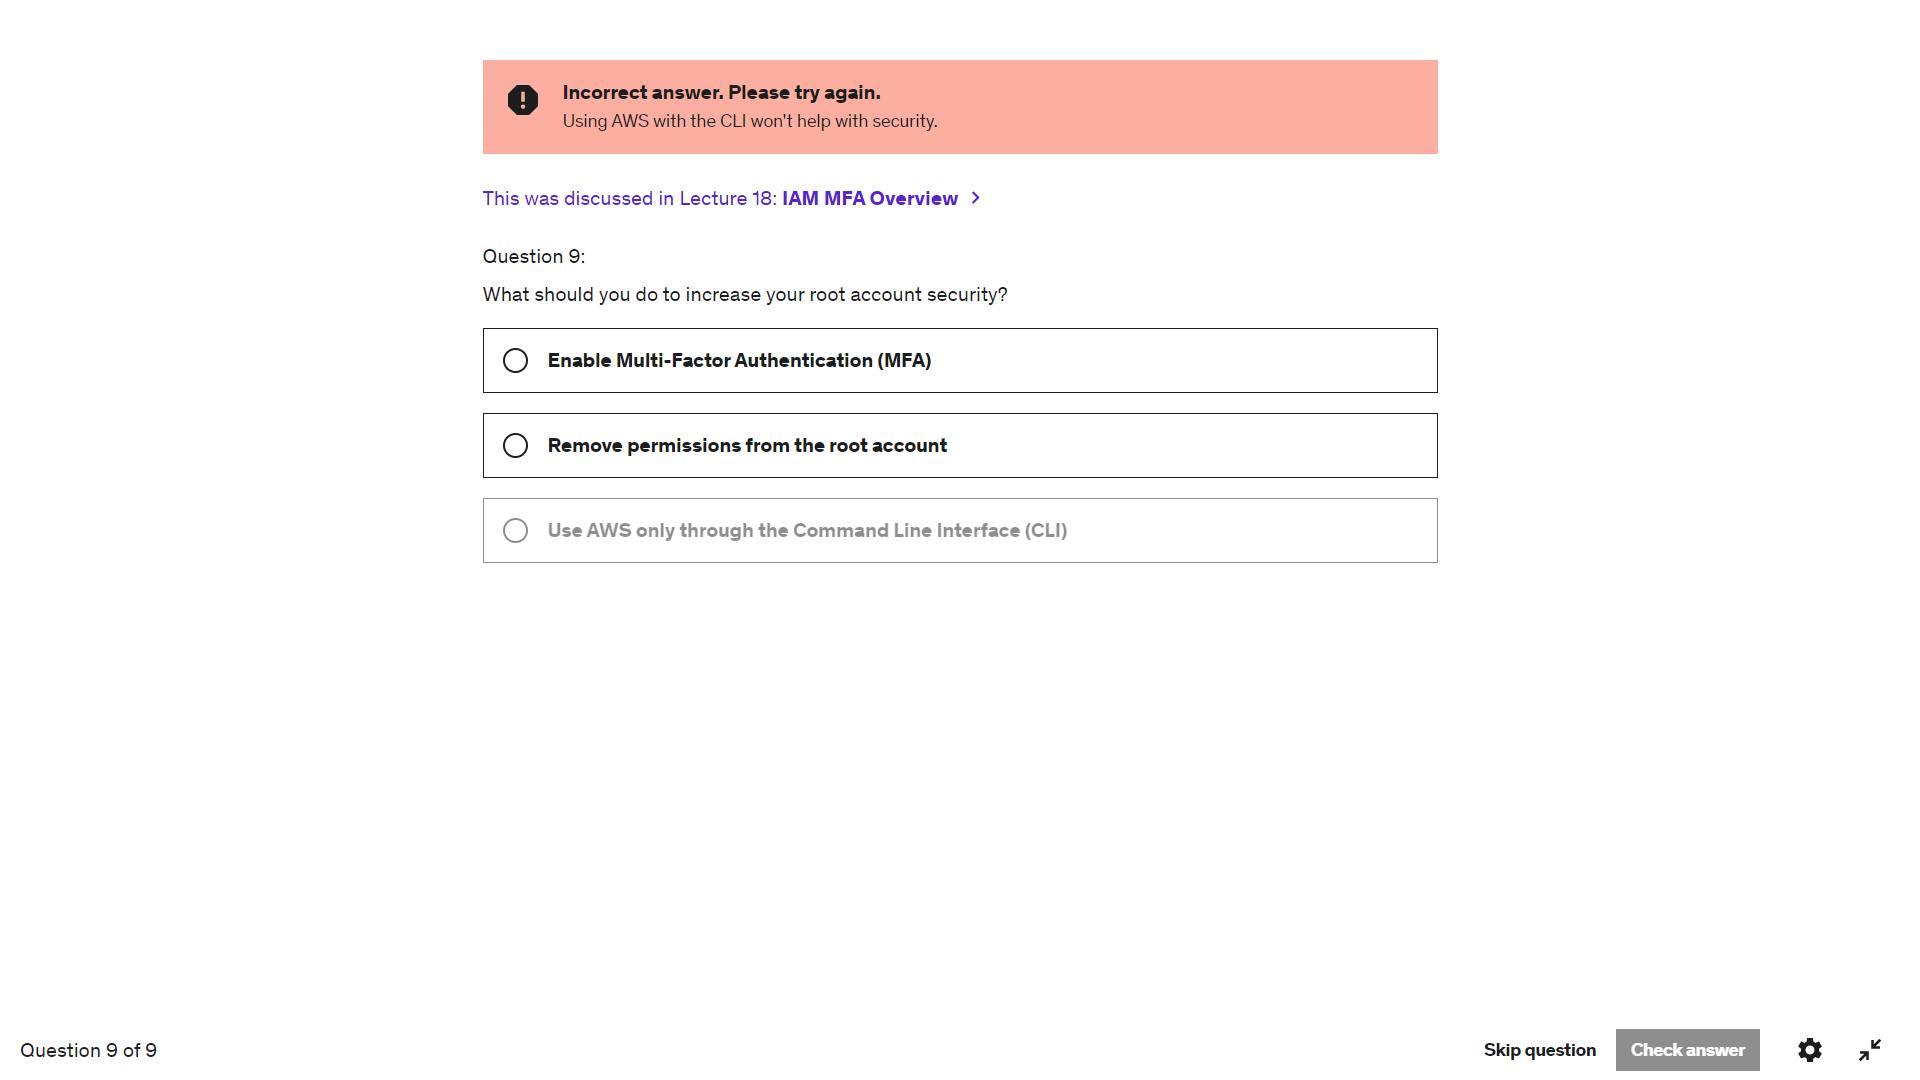 Incorrect answer. Please try again.
Using AWS with the CLI won't help with security.
This was discussed in Lecture 18: IAM MFA Overview
Question 9:
What should you do to increase your root account security?
Enable Multi-Factor Authentication (MFA)
Remove permissions from the root account
Use AWS only through the Command Line Interface (CLI)
Question 9 of 9
Skip question
Check answer